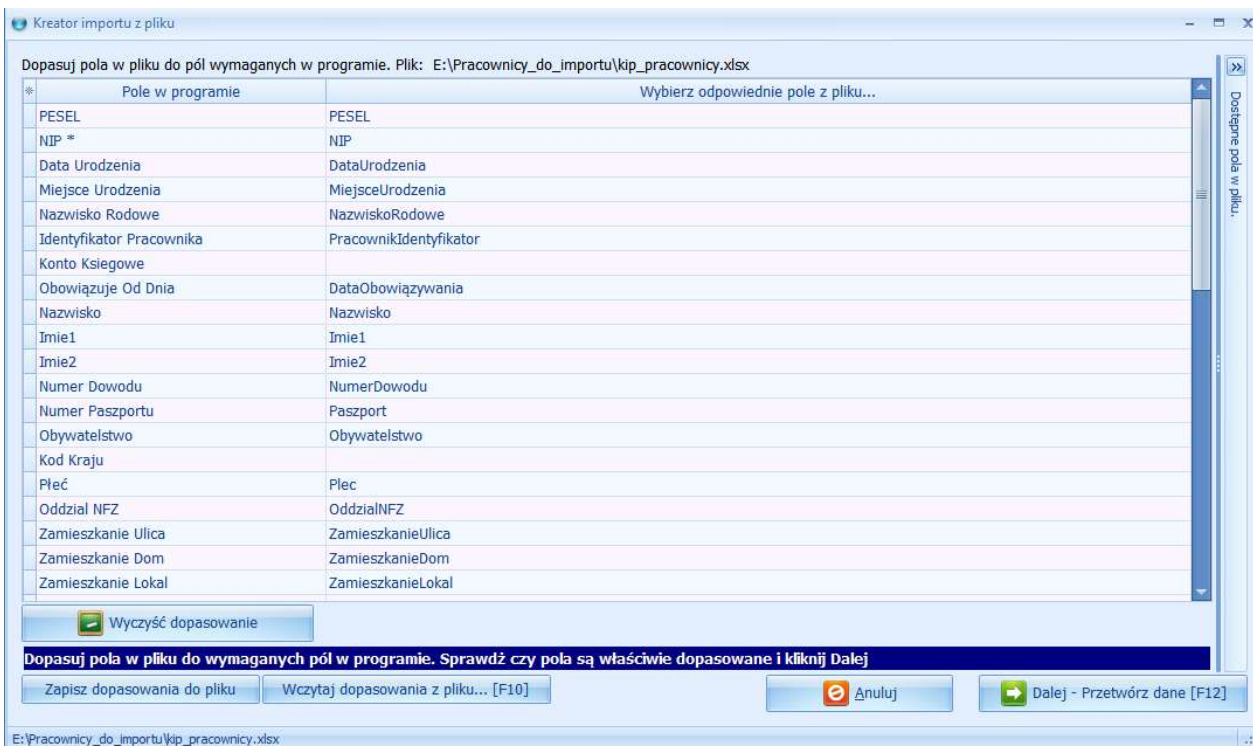 Kreator importu z pliku
Dopasuj pola w pliku do pól wymaganych w programie. Plik: E:\Pracownicy_do_importu\kip_pracownicy.xlsx
Pole w programie Wybierz odpowiednie pole z pliku...
PESEL PESEL
NIP * NIP
Data Urodzenia DataUrodzenia
Miejsce Urodzenia MiejsceUrodzenia
Nazwisko Rodowe NazwiskoRodowe
Identyfikator Pracownika PracownikIdentyfikator
Konto Ksiegowe
Obowiązuje Od Dnia DataObowiązywania
Nazwisko Nazwisko
Imie1 Imie1
Imie2 Imie2
Numer Dowodu NumerDowodu
Numer Paszportu Paszport
Obywatelstwo Obywatelstwo
Kod Kraju
Płeć Plec
Oddzial NFZ OddzialNFZ
Zamieszkanie Ulica ZamieszkanieUlica
Zamieszkanie Dom ZamieszkanieDom
Zamieszkanie Lokal ZamieszkanieLokal
Dostępne pola w pliku.
Wyczyść dopasowanie
Dopasuj pola w pliku do wymaganych pól w programie. Sprawdź czy pola są właściwie dopasowane i kliknij Dalej
Zapisz dopasowania do pliku Wczytaj dopasowania z pliku... [F10] Anuluj Dalej - Przetwórz dane [F12]
E:\Pracownicy_do_importu\kip_pracownicy.xlsx